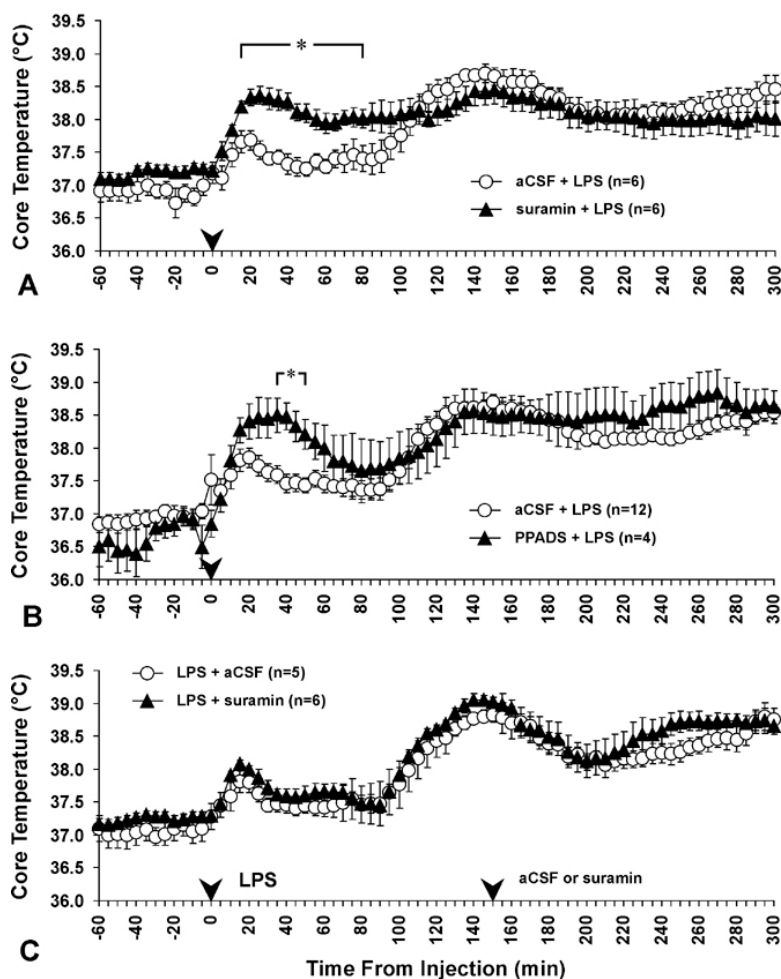 39.5
39.0
38.5
38.0
37.5
37.0
36.5
36.0
Core Temperature (°C)
*
aCSF + LPS (n=6)
suramin + LPS (n=6)
A
-60 -40 -20 0 20 40 60 80 100 120 140 160 180 200 220 240 260 280 300
39.5
39.0
38.5
38.0
37.5
37.0
36.5
36.0
Core Temperature (°C)
*
aCSF + LPS (n=12)
PPADS + LPS (n=4)
B
-60 -40 -20 0 20 40 60 80 100 120 140 160 180 200 220 240 260 280 300
39.5
39.0
38.5
38.0
37.5
37.0
36.5
36.0
Core Temperature (°C)
LPS + aCSF (n=5)
LPS + suramin (n=6)
LPS
aCSF or suramin
C
-60 -40 -20 0 20 40 60 80 100 120 140 160 180 200 220 240 260 280 300
Time From Injection (min)